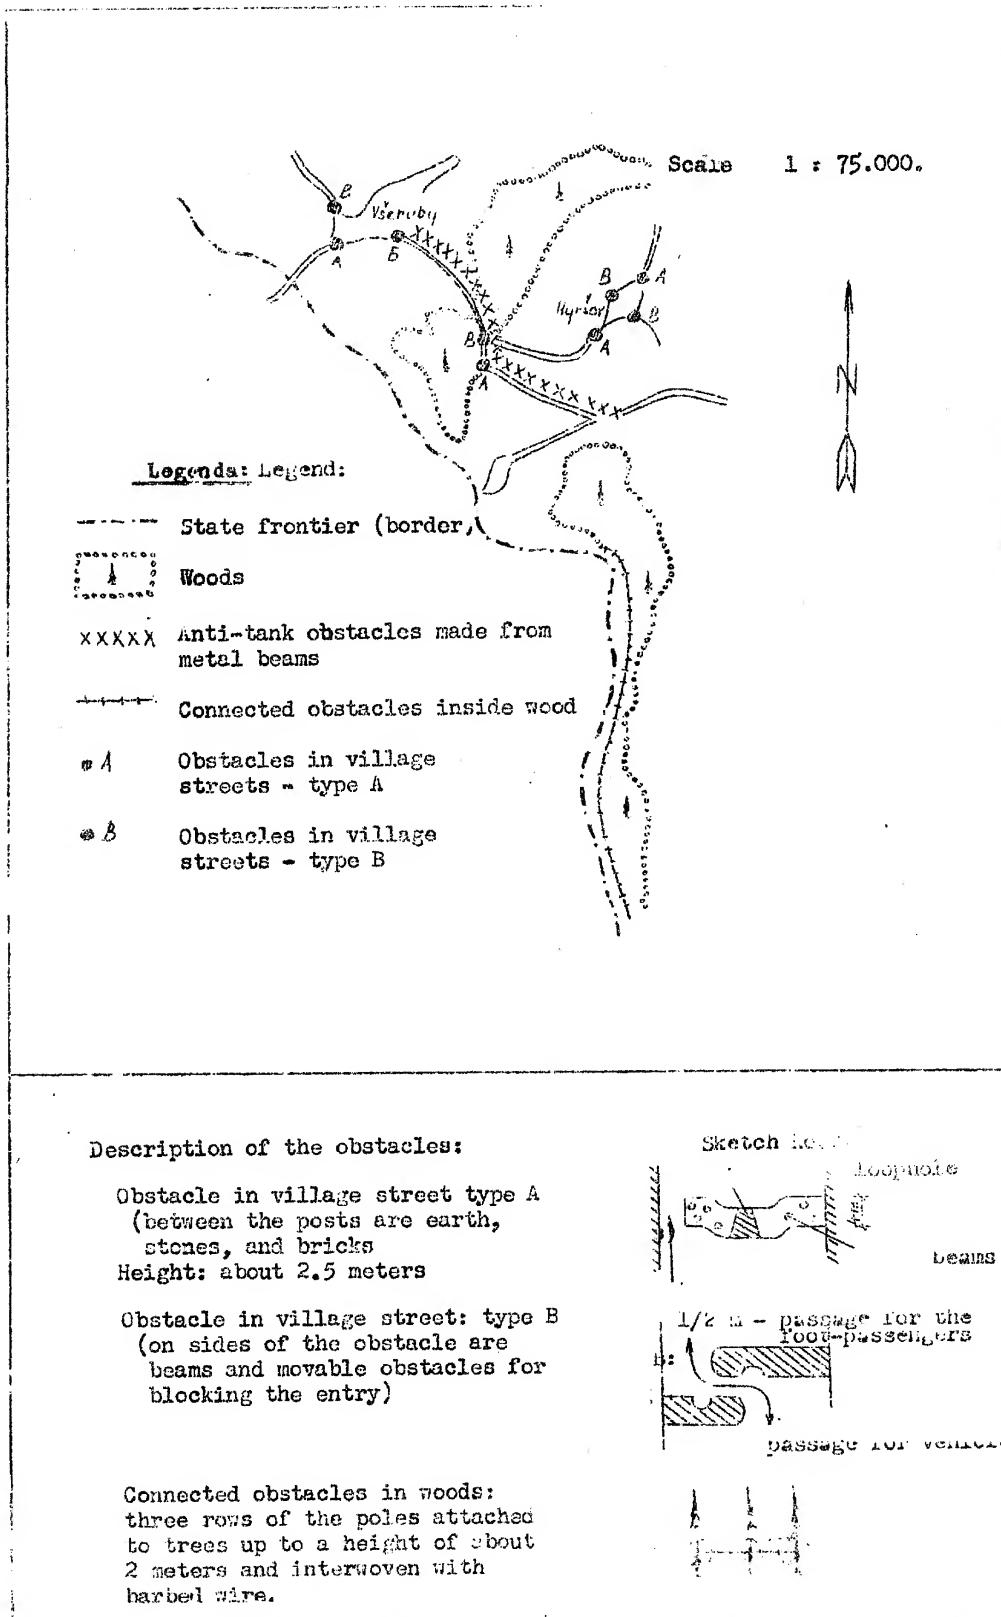 Scale 1 : 75.000.
B
Všeruby
A
Б
B
A
Hyršov
B
A
B
A
N
Legenda: Legend:
State frontier (border)
Woods
XXXXX Anti-tank obstacles made from
metal beams
Connected obstacles inside wood
A Obstacles in village
streets - type A
B Obstacles in village
streets - type B
Description of the obstacles:
Sketch
loophole
Obstacle in village street type A
(between the posts are earth,
stones, and bricks
Height: about 2.5 meters
beams
Obstacle in village street: type B
(on sides of the obstacle are
beams and movable obstacles for
blocking the entry)
1/2 m - passage for the
foot-passengers
B:
passage for
Connected obstacles in woods:
three rows of the poles attached
to trees up to a height of about
2 meters and interwoven with
barbed wire.